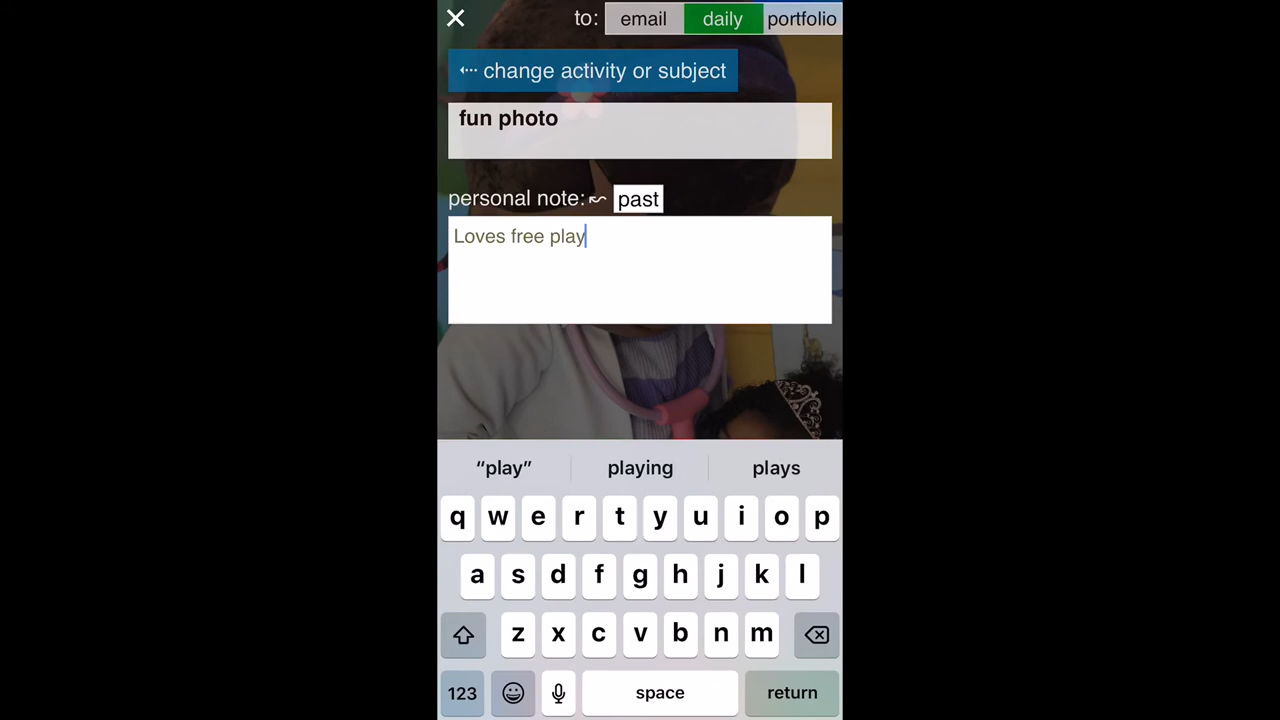 to: email daily portfolio
change activity or subject
fun photo
personal note: past
Loves free play
“play” playing plays
q w e r t y u i o p
a s d f g h j k l
z x c v b n m
123 space return